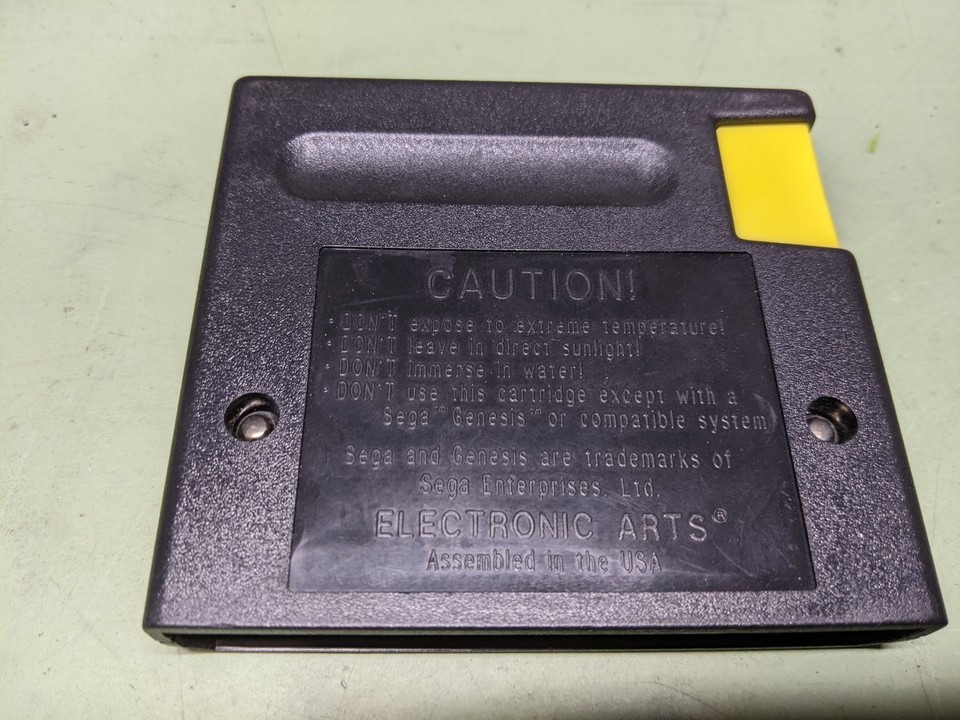 CAUTION!
· DON'T expose to extreme temperature!
· DON'T leave in direct sunlight!
· DON'T immerse in water!
· DON'T use this cartridge except with a
Sega™ Genesis™ or compatible system
Sega and Genesis are trademarks of
Sega Enterprises, Ltd.
ELECTRONIC ARTS®
Assembled in the USA